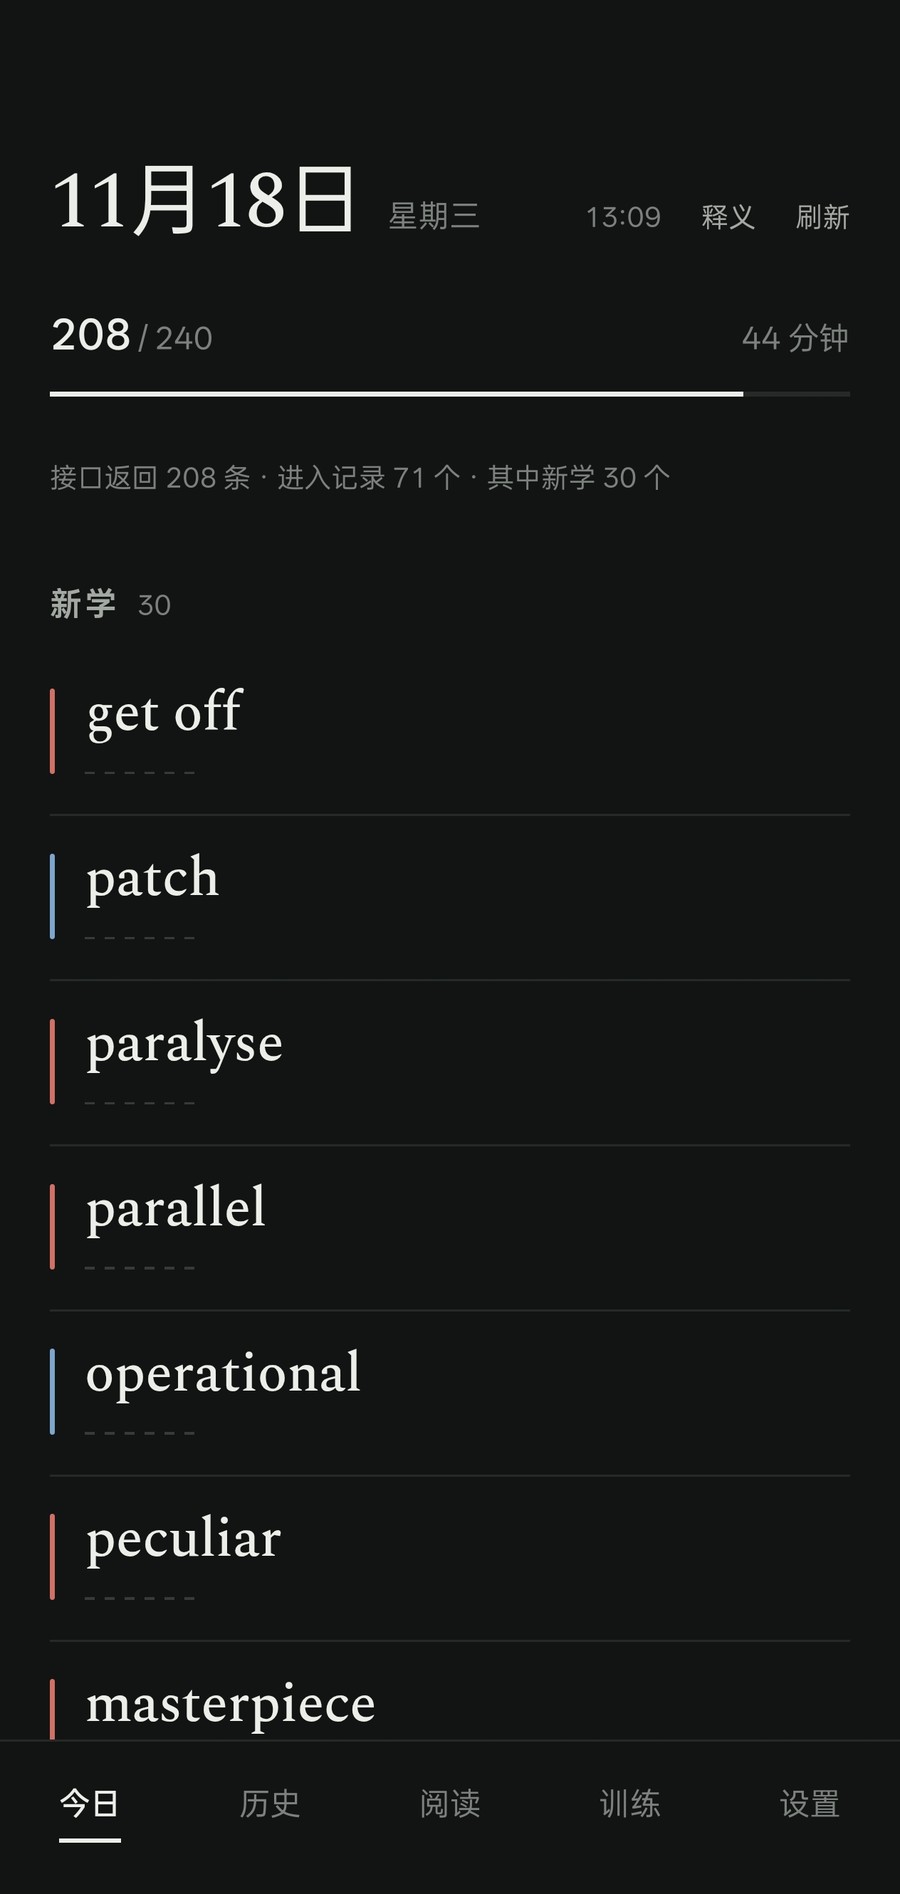 11月18日 星期三 13:09 释义 刷新
208 / 240 44 分钟
接口返回 208 条 · 进入记录 71 个 · 其中新学 30 个
新学 30
get off
patch
paralyse
parallel
operational
peculiar
masterpiece
今日 历史 阅读 训练 设置